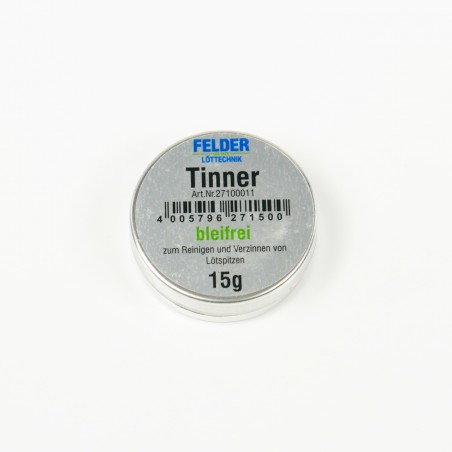 FELDER
LÖTTECHNIK
Tinner
Art.Nr.27100011
4 005796 271500
bleifrei
zum Reinigen und Verzinnen von
Lötspitzen
15g